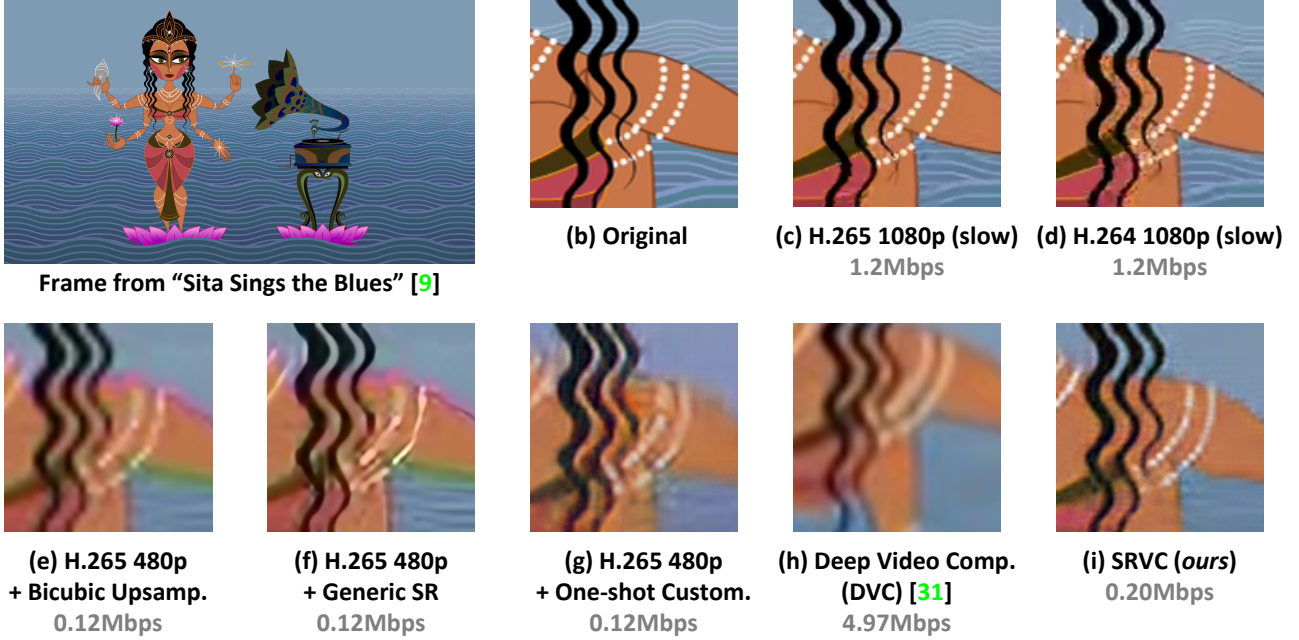 Frame from “Sita Sings the Blues” [9]
(b) Original
(c) H.265 1080p (slow)
1.2Mbps
(d) H.264 1080p (slow)
1.2Mbps
(e) H.265 480p
+ Bicubic Upsamp.
0.12Mbps
(f) H.265 480p
+ Generic SR
0.12Mbps
(g) H.265 480p
+ One-shot Custom.
0.12Mbps
(h) Deep Video Comp.
(DVC) [31]
4.97Mbps
(i) SRVC (ours)
0.20Mbps